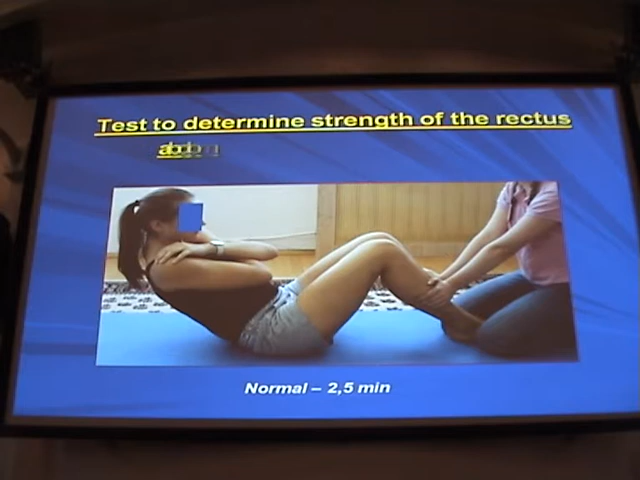 Test to determine strength of the rectus
Normal – 2,5 min